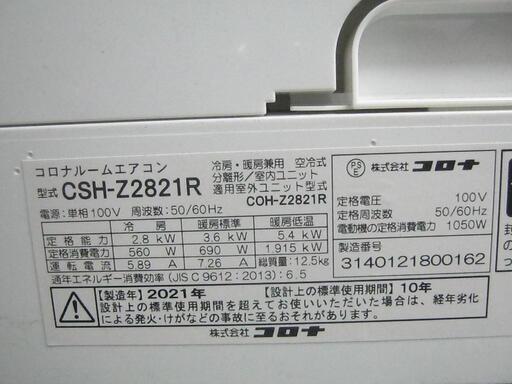 コロナルームエアコン 冷房・暖房兼用 空冷式
分離形/室内ユニット
型式 CSH-Z2821R 適用室外ユニット型式
電源:単相100V 周波数:50/60Hz COH-Z2821R
冷 房 暖房標準 暖房低温
定格能力 2.8 kW 3.6 kW 5.4 kW
定格消費電力 560 W 690 W 1.915 kW
運転電流 5.89 A 7.26 A 総質量:12.5kg
通年エネルギー消費効率(JIS C 9612:2013):6.5
【製造年】2021年 【設計上の標準使用期間】10年
設計上の標準使用期間を超えてお使いいただいた場合は、経年劣化
による発火・けがなどの事故に至るおそれがあります。
株式会社 コロナ
PS
E
株式会社 コロナ
定格電圧 100V
定格周波数 50/60Hz
電動機の定格消費電力 1050W
製造番号
3140121800162